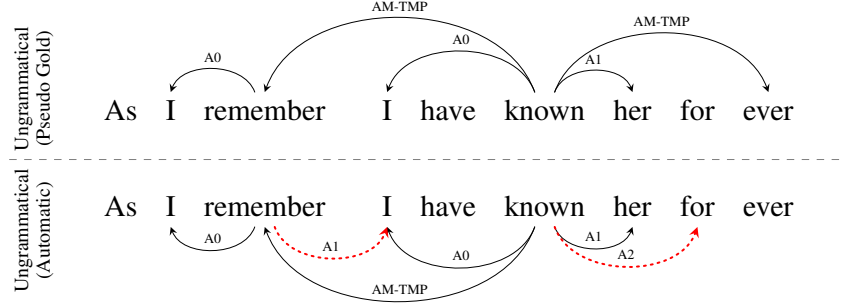 AM-TMP
AM-TMP
A0
A0
A1
Ungrammatical
(Pseudo Gold)
As I remember I have known her for ever
Ungrammatical
(Automatic)
As I remember I have known her for ever
A0
A1
A0
A1
A2
AM-TMP